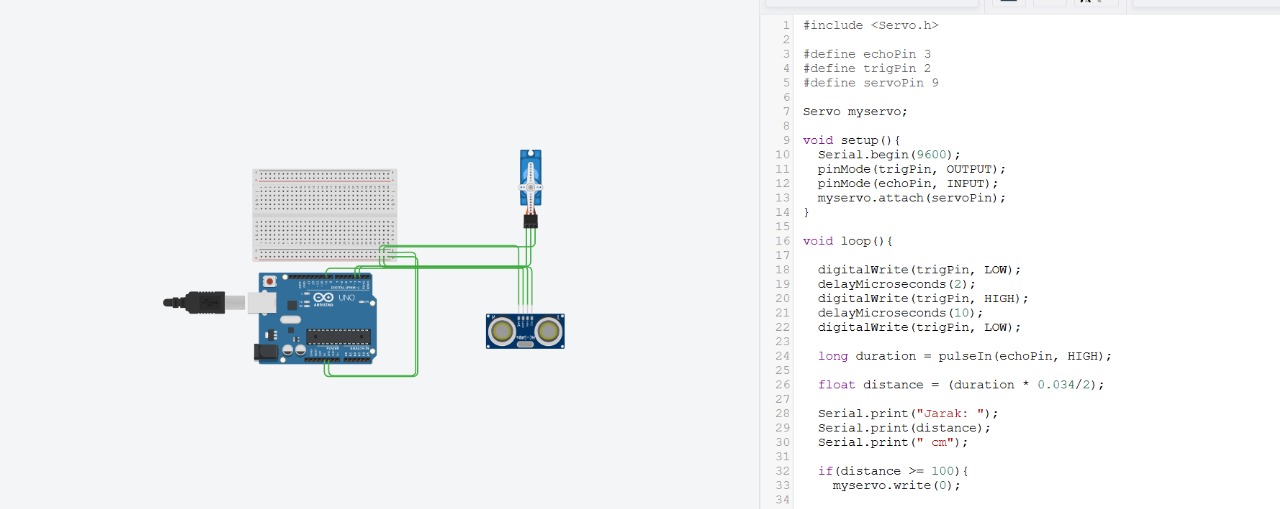 UNO
ARDUINO
1 #include <Servo.h>
2
3 #define echoPin 3
4 #define trigPin 2
5 #define servoPin 9
6
7 Servo myservo;
8
9 void setup(){
10 Serial.begin(9600);
11 pinMode(trigPin, OUTPUT);
12 pinMode(echoPin, INPUT);
13 myservo.attach(servoPin);
14 }
15
16 void loop(){
17
18 digitalWrite(trigPin, LOW);
19 delayMicroseconds(2);
20 digitalWrite(trigPin, HIGH);
21 delayMicroseconds(10);
22 digitalWrite(trigPin, LOW);
23
24 long duration = pulseIn(echoPin, HIGH);
25
26 float distance = (duration * 0.034/2);
27
28 Serial.print("Jarak: ");
29 Serial.print(distance);
30 Serial.print(" cm");
31
32 if(distance >= 100){
33 myservo.write(0);
34